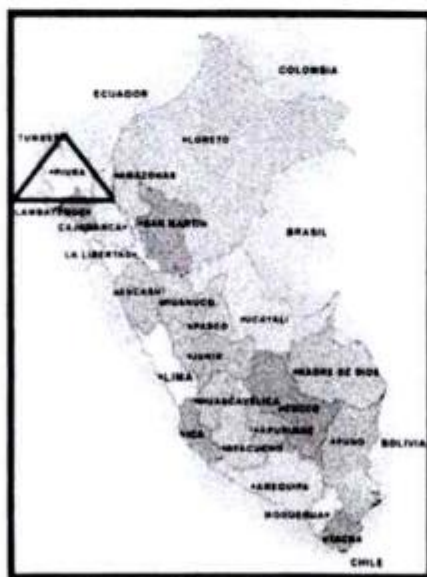 COLOMBIA
ECUADOR
TUMBES
LORETO
PIURA
AMAZONAS
LAMBAYEQUE
SAN MARTIN
CAJAMARCA
BRASIL
LA LIBERTAD
ANCASH
HUANUCO
UCAYALI
PASCO
JUNIN
MADRE DE DIOS
LIMA
HUANCAVELICA
CUSCO
APURIMAC
ICA
PUNO
BOLIVIA
AYACUCHO
AREQUIPA
MOQUEGUA
TACNA
CHILE